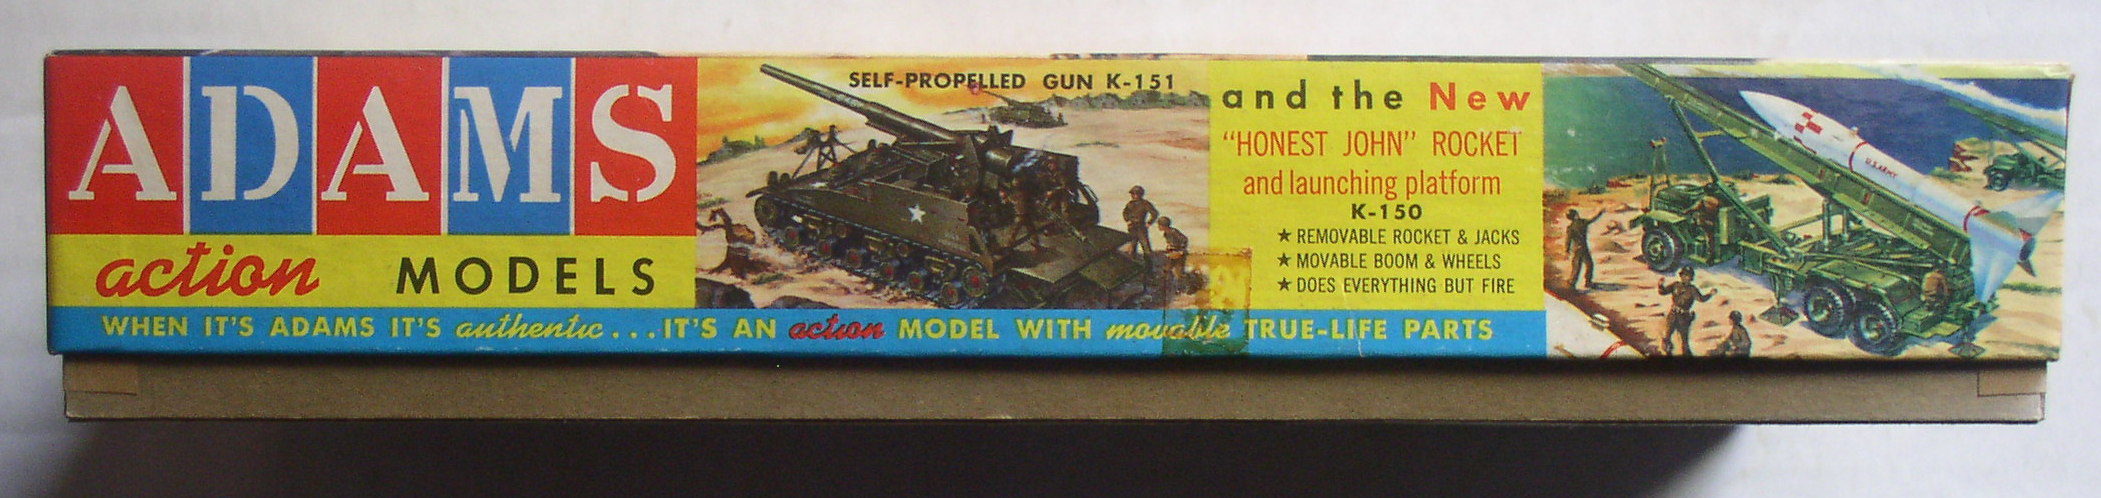 ADAMS
action MODELS
SELF-PROPELLED GUN K-151
and the New
"HONEST JOHN" ROCKET
and launching platform
K-150
★ REMOVABLE ROCKET & JACKS
★ MOVABLE BOOM & WHEELS
★ DOES EVERYTHING BUT FIRE
U.S. ARMY
WHEN IT'S ADAMS IT'S authentic...IT'S AN action MODEL WITH movable TRUE-LIFE PARTS